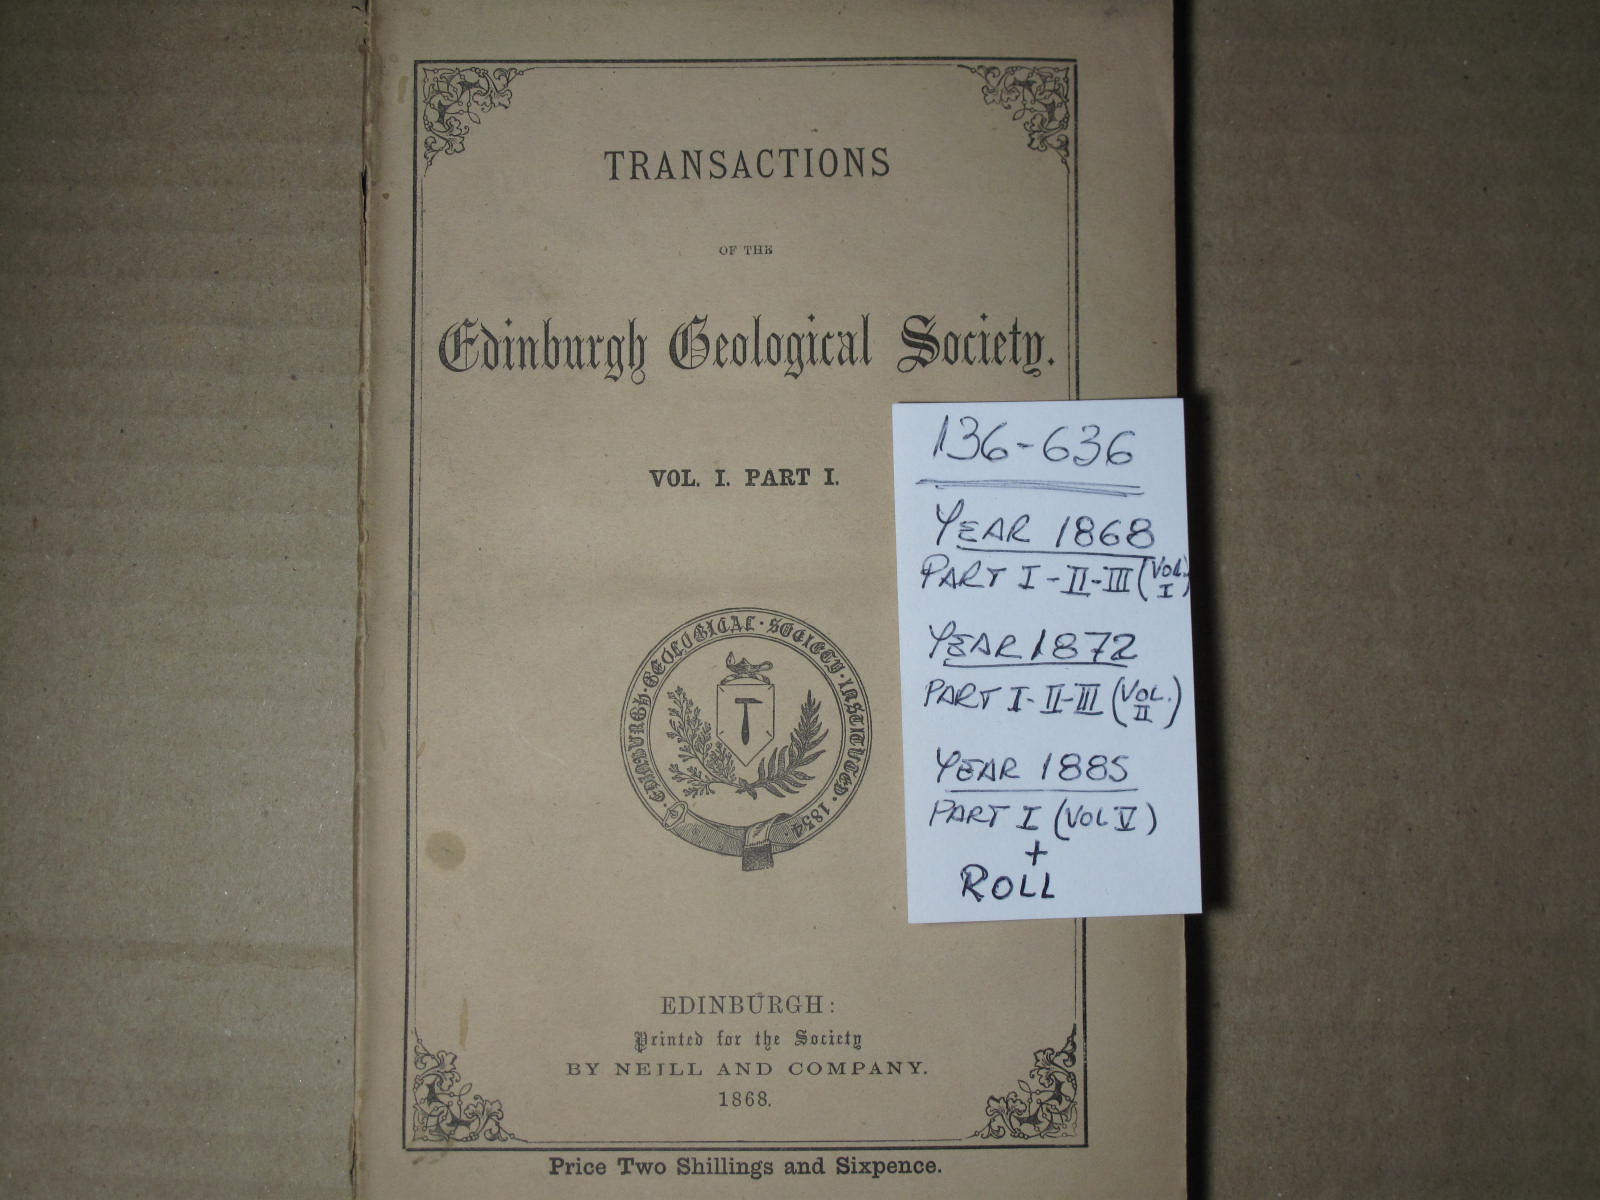 TRANSACTIONS
OF THE
Edinburgh Geological Society.
VOL. I. PART I.
EDINBURGH · GEOLOGICAL · SOCIETY · INSTITUTED · 1834 ·
T
EDINBURGH:
Printed for the Society
BY NEILL AND COMPANY.
1868.
Price Two Shillings and Sixpence.
136-636
YEAR 1868
PART I-II-III (VOL. I)
YEAR 1872
PART I-II-III (VOL. II)
YEAR 1885
PART I (VOL V)
+
ROLL